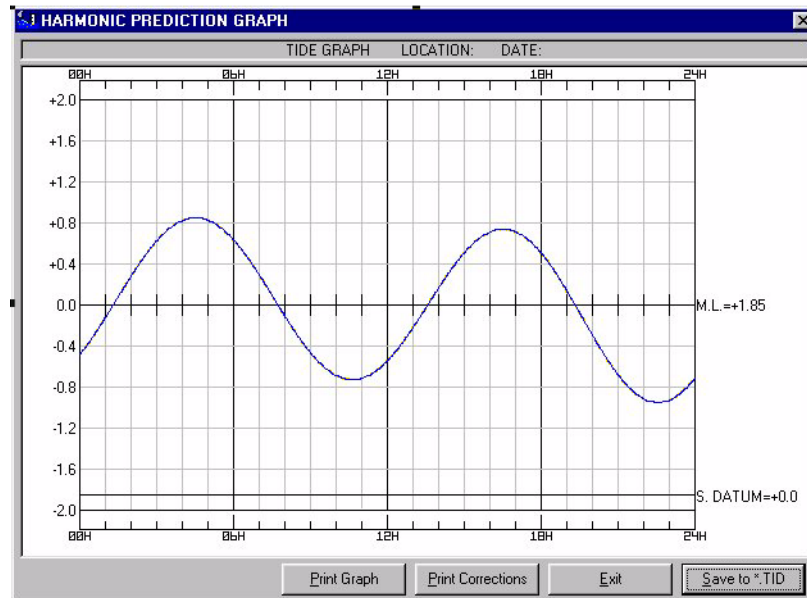 HARMONIC PREDICTION GRAPH
TIDE GRAPH LOCATION: DATE:
00H 06H 12H 18H 24H
+2.0
+1.6
+1.2
+0.8
+0.4
0.0 M.L.=+1.85
-0.4
-0.8
-1.2
-1.6
S. DATUM=+0.0
-2.0
00H 06H 12H 18H 24H
Print Graph Print Corrections Exit Save to *.TID